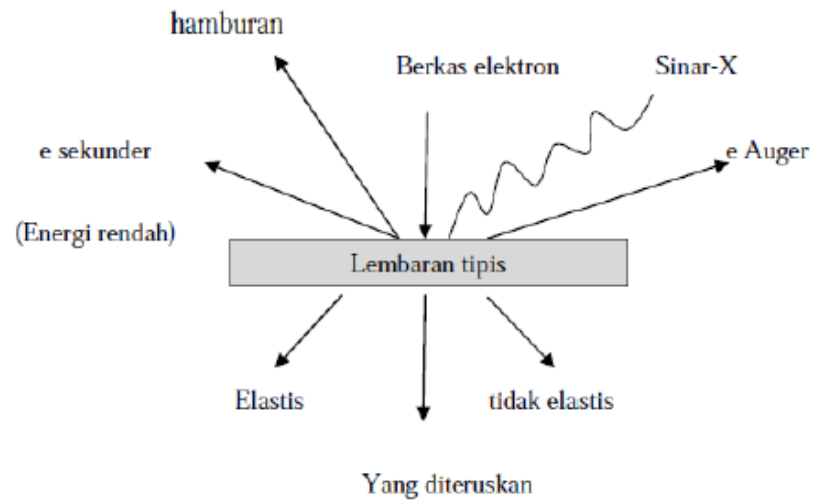 hamburan
Berkas elektron
Sinar-X
e sekunder
e Auger
(Energi rendah)
Lembaran tipis
Elastis
tidak elastis
Yang diteruskan